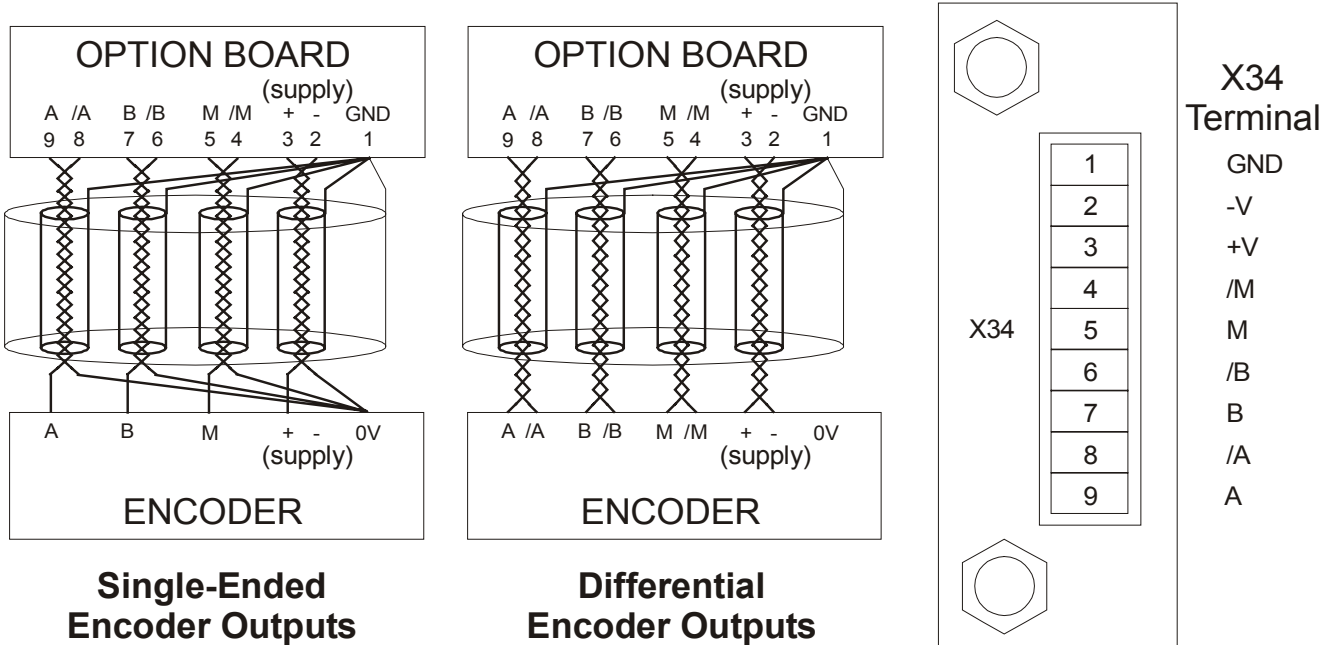 OPTION BOARD
(supply)
A /A B /B M /M + - GND
9 8 7 6 5 4 3 2 1
A B M + - 0V
(supply)
ENCODER
Single-Ended
Encoder Outputs
OPTION BOARD
(supply)
A /A B /B M /M + - GND
9 8 7 6 5 4 3 2 1
A /A B /B M /M + - 0V
(supply)
ENCODER
Differential
Encoder Outputs
X34
Terminal
1 GND
2 -V
3 +V
4 /M
X34 5 M
6 /B
7 B
8 /A
9 A